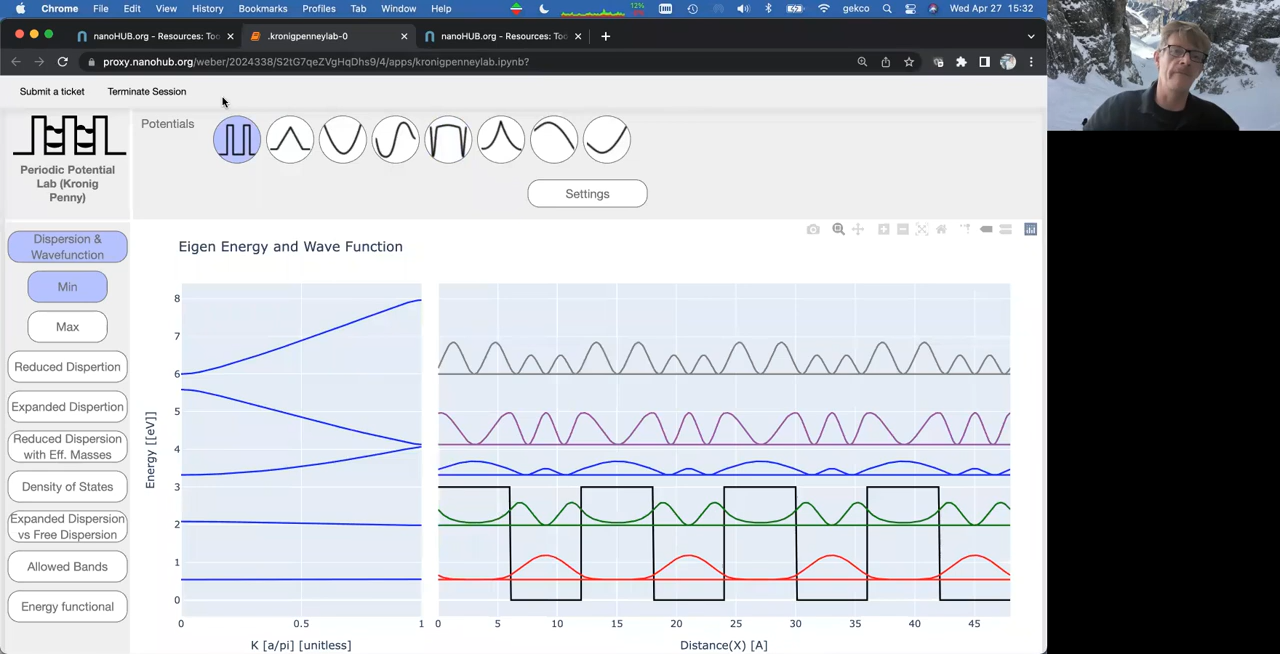 Chrome File Edit View History Bookmarks Profiles Tab Window Help 12% gekco Wed Apr 27 15:32
nanoHUB.org - Resources: Too .kronigpenneylab-0 nanoHUB.org - Resources: Too
proxy.nanohub.org/weber/2024338/S2tG7qeZVgHqDhs9/4/apps/kronigpenneylab.ipynb?
Submit a ticket Terminate Session
Potentials
Periodic Potential
Lab (Kronig
Penny)
Settings
Dispersion &
Wavefunction
Min
Max
Reduced Dispertion
Expanded Dispertion
Reduced Dispersion
with Eff. Masses
Density of States
Expanded Dispersion
vs Free Dispersion
Allowed Bands
Energy functional
Eigen Energy and Wave Function
Energy [[eV]]
8
7
6
5
4
3
2
1
0
0 0.5 1 0 5 10 15 20 25 30 35 40 45
K [a/pi] [unitless] Distance(X) [A]